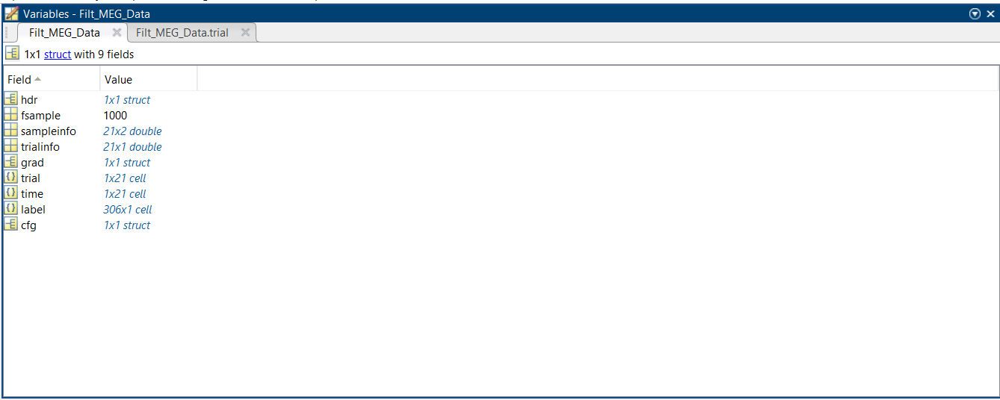 Variables - Filt_MEG_Data
Filt_MEG_Data Filt_MEG_Data.trial
1x1 struct with 9 fields
Field Value
hdr 1x1 struct
fsample 1000
sampleinfo 21x2 double
trialinfo 21x1 double
grad 1x1 struct
trial 1x21 cell
time 1x21 cell
label 306x1 cell
cfg 1x1 struct